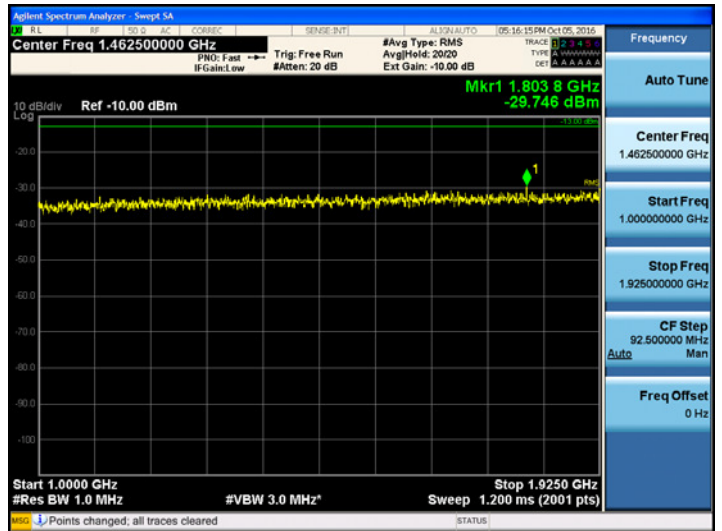 Agilent Spectrum Analyzer - Swept SA
RL RF 50 Ω AC CORREC SENSE:INT ALIGN AUTO 05:16:15 PM Oct 05, 2016
Center Freq 1.462500000 GHz
PNO: Fast
IFGain:Low
Trig: Free Run
#Atten: 20 dB
#Avg Type: RMS
Avg|Hold: 20/20
Ext Gain: -10.00 dB
TRACE 1 2 3 4 5 6
TYPE A
DET A A A A A A
Mkr1 1.803 8 GHz
-29.746 dBm
10 dB/div Ref -10.00 dBm
Log
-13.00 dBm
-20.0
1
RMS
-30.0
-40.0
-50.0
-60.0
-70.0
-80.0
-90.0
-100
Start 1.0000 GHz Stop 1.9250 GHz
#Res BW 1.0 MHz #VBW 3.0 MHz* Sweep 1.200 ms (2001 pts)
MSG Points changed; all traces cleared STATUS
Frequency
Auto Tune
Center Freq
1.462500000 GHz
Start Freq
1.000000000 GHz
Stop Freq
1.925000000 GHz
CF Step
92.500000 MHz
Auto Man
Freq Offset
0 Hz